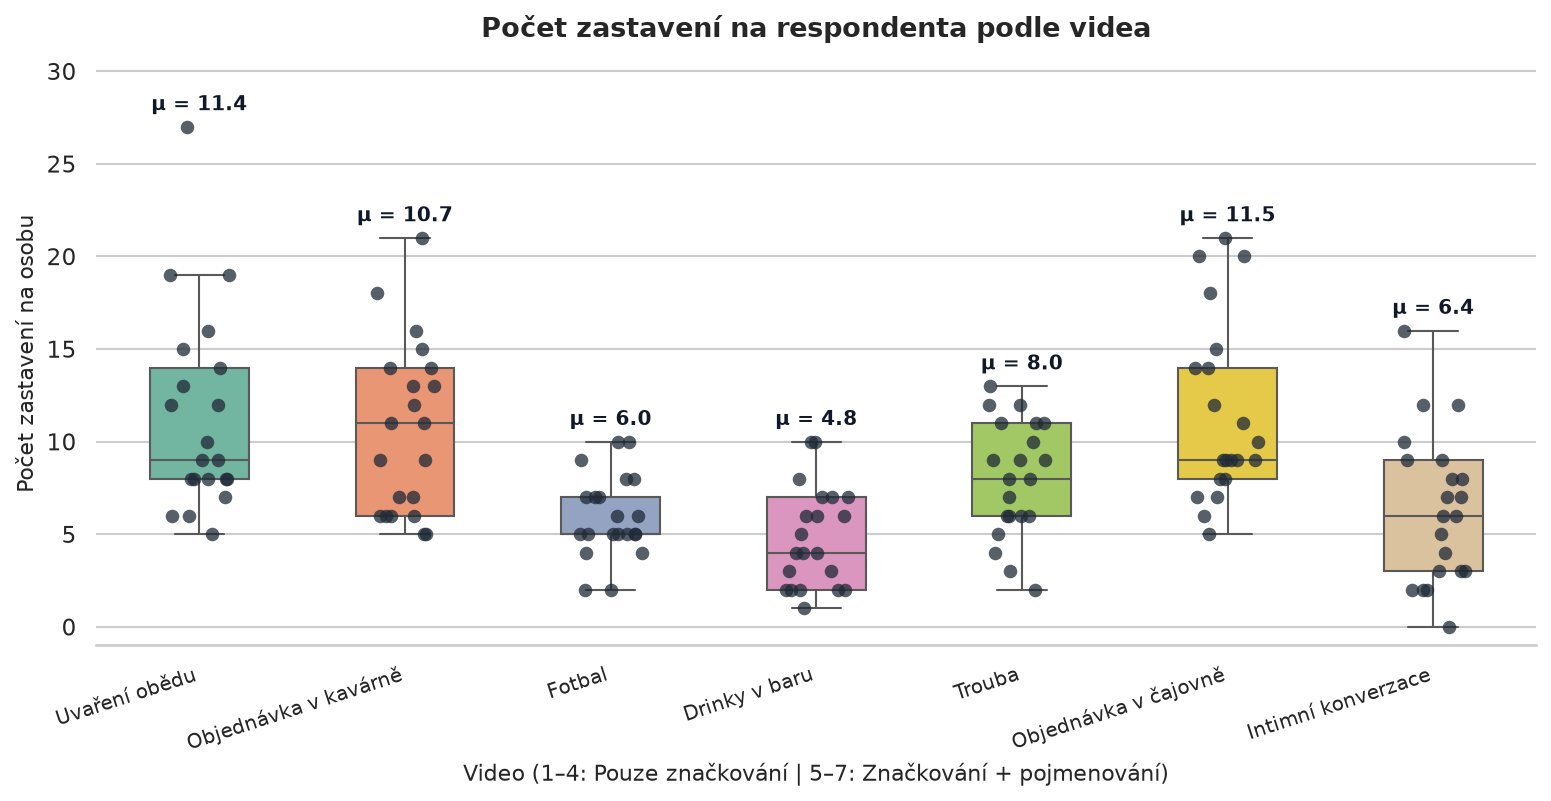 Počet zastavení na respondenta podle videa
Počet zastavení na osobu
30
25
20
15
10
5
0
μ = 11.4
μ = 10.7
μ = 6.0
μ = 4.8
μ = 8.0
μ = 11.5
μ = 6.4
Uvaření obědu
Objednávka v kavárně
Fotbal
Drinky v baru
Trouba
Objednávka v čajovně
Intimní konverzace
Video (1–4: Pouze značkování | 5–7: Značkování + pojmenování)